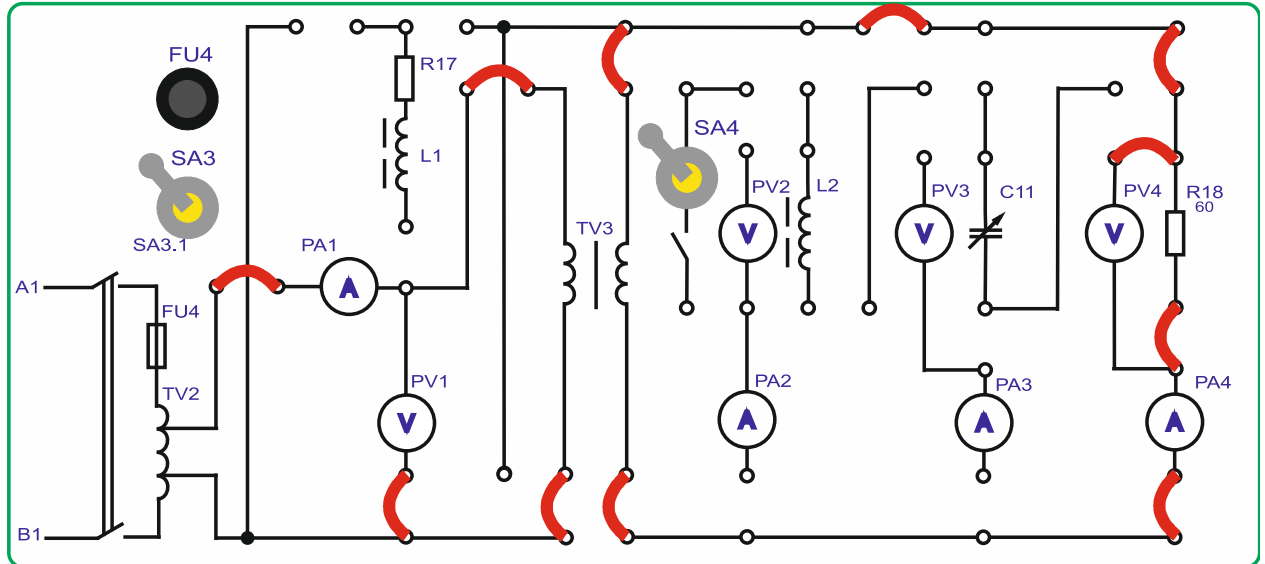 FU4
R17
SA3
L1
SA4
PV2
L2
PV3
C11
PV4
R18
60
SA3.1
PA1
TV3
V
V
V
A1
A
FU4
PV1
PA2
PA3
PA4
TV2
V
A
A
A
B1